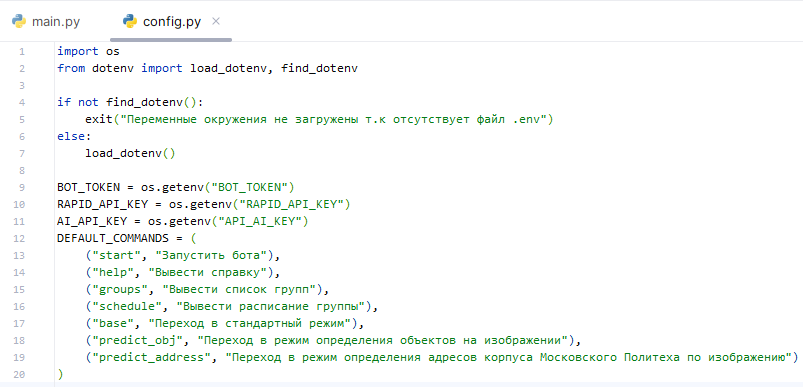 main.py config.py
1 import os
2 from dotenv import load_dotenv, find_dotenv
3
4 if not find_dotenv():
5     exit("Переменные окружения не загружены т.к отсутствует файл .env")
6 else:
7     load_dotenv()
8
9 BOT_TOKEN = os.getenv("BOT_TOKEN")
10 RAPID_API_KEY = os.getenv("RAPID_API_KEY")
11 AI_API_KEY = os.getenv("API_AI_KEY")
12 DEFAULT_COMMANDS = (
13     ("start", "Запустить бота"),
14     ("help", "Вывести справку"),
15     ("groups", "Вывести список групп"),
16     ("schedule", "Вывести расписание группы"),
17     ("base", "Переход в стандартный режим"),
18     ("predict_obj", "Переход в режим определения объектов на изображении"),
19     ("predict_address", "Переход в режим определения адресов корпуса Московского Политеха по изображению")
20 )